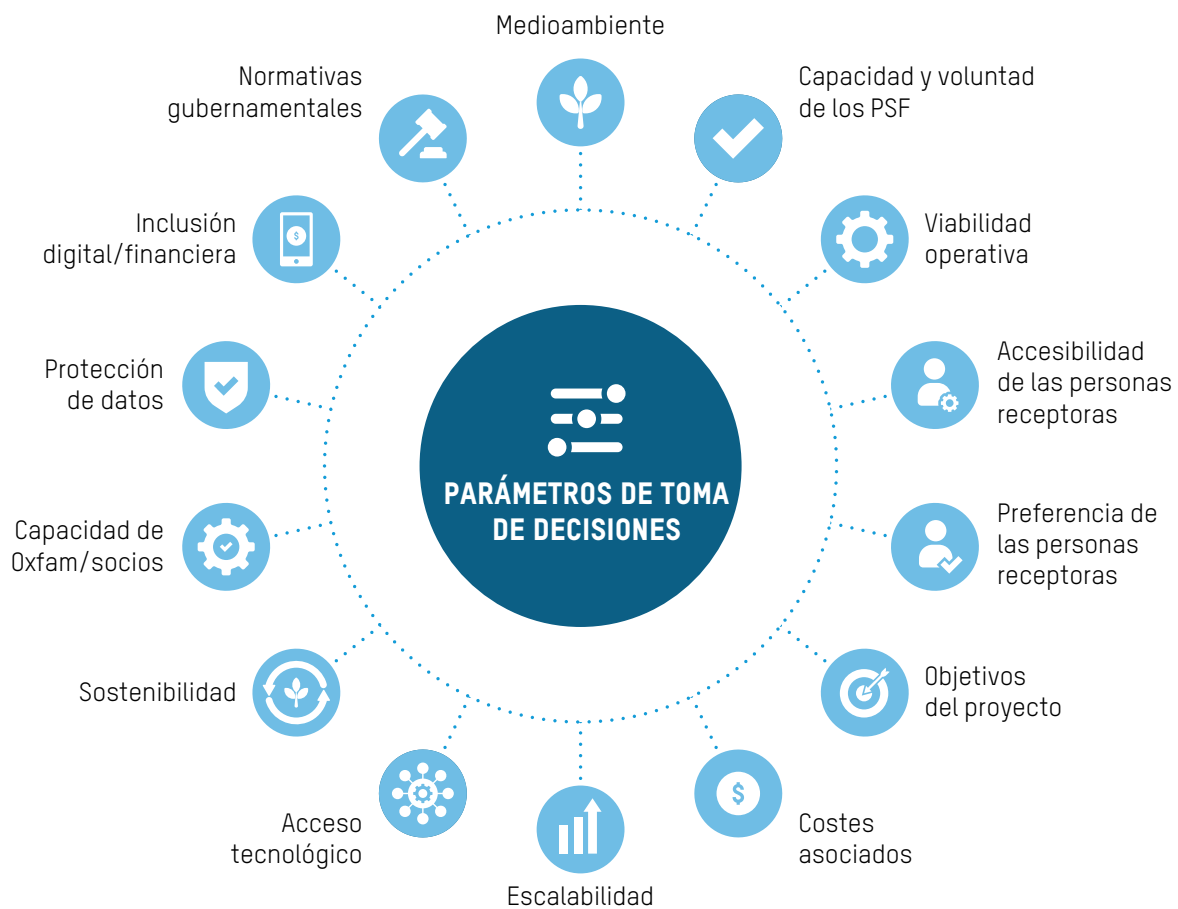 Medioambiente
Capacidad y voluntad
de los PSF
Viabilidad
operativa
Accesibilidad
de las personas
receptoras
Preferencia de
las personas
receptoras
Objetivos
del proyecto
Costes
asociados
Escalabilidad
Acceso
tecnológico
Sostenibilidad
Capacidad de
Oxfam/socios
Protección
de datos
Inclusión
digital/financiera
Normativas
gubernamentales
PARÁMETROS DE TOMA
DE DECISIONES
$
$